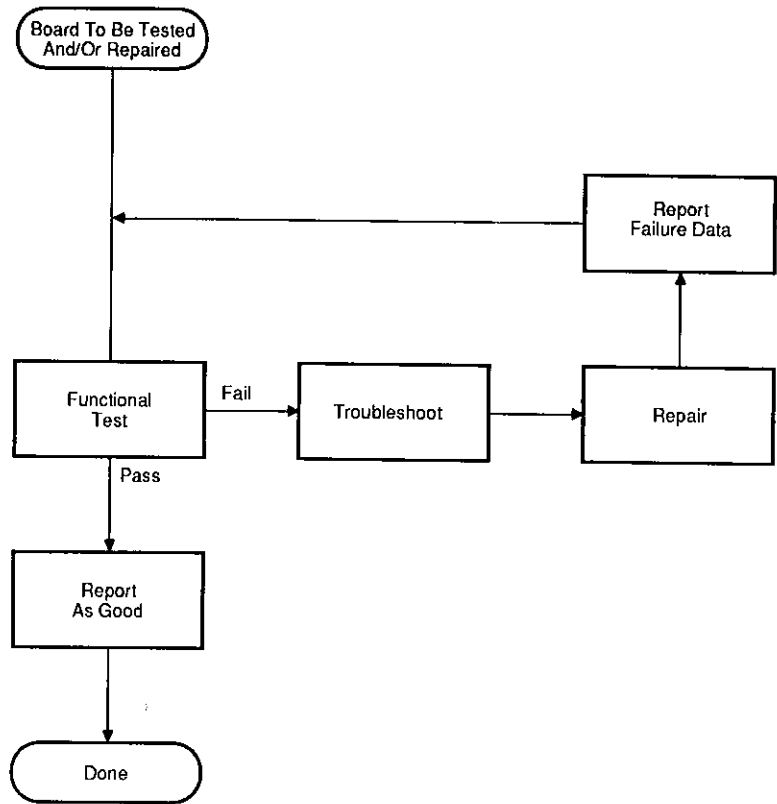 Board To Be Tested
And/Or Repaired
Report
Failure Data
Functional
Test
Fail
Troubleshoot
Repair
Pass
Report
As Good
Done